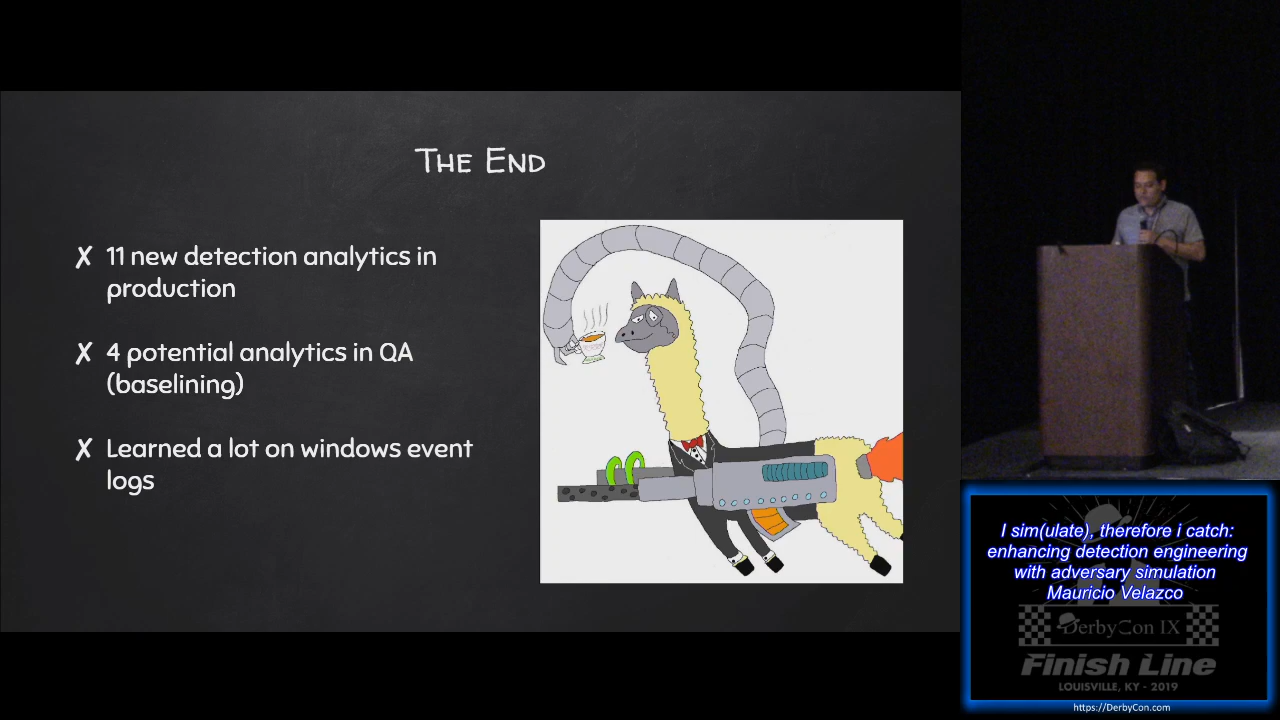 The End
✗ 11 new detection analytics in
production
✗ 4 potential analytics in QA
(baselining)
✗ Learned a lot on windows event
logs
I sim(ulate), therefore i catch:
enhancing detection engineering
with adversary simulation
Mauricio Velazco
DerbyCon IX
Finish Line
LOUISVILLE, KY - 2019
https://DerbyCon.com